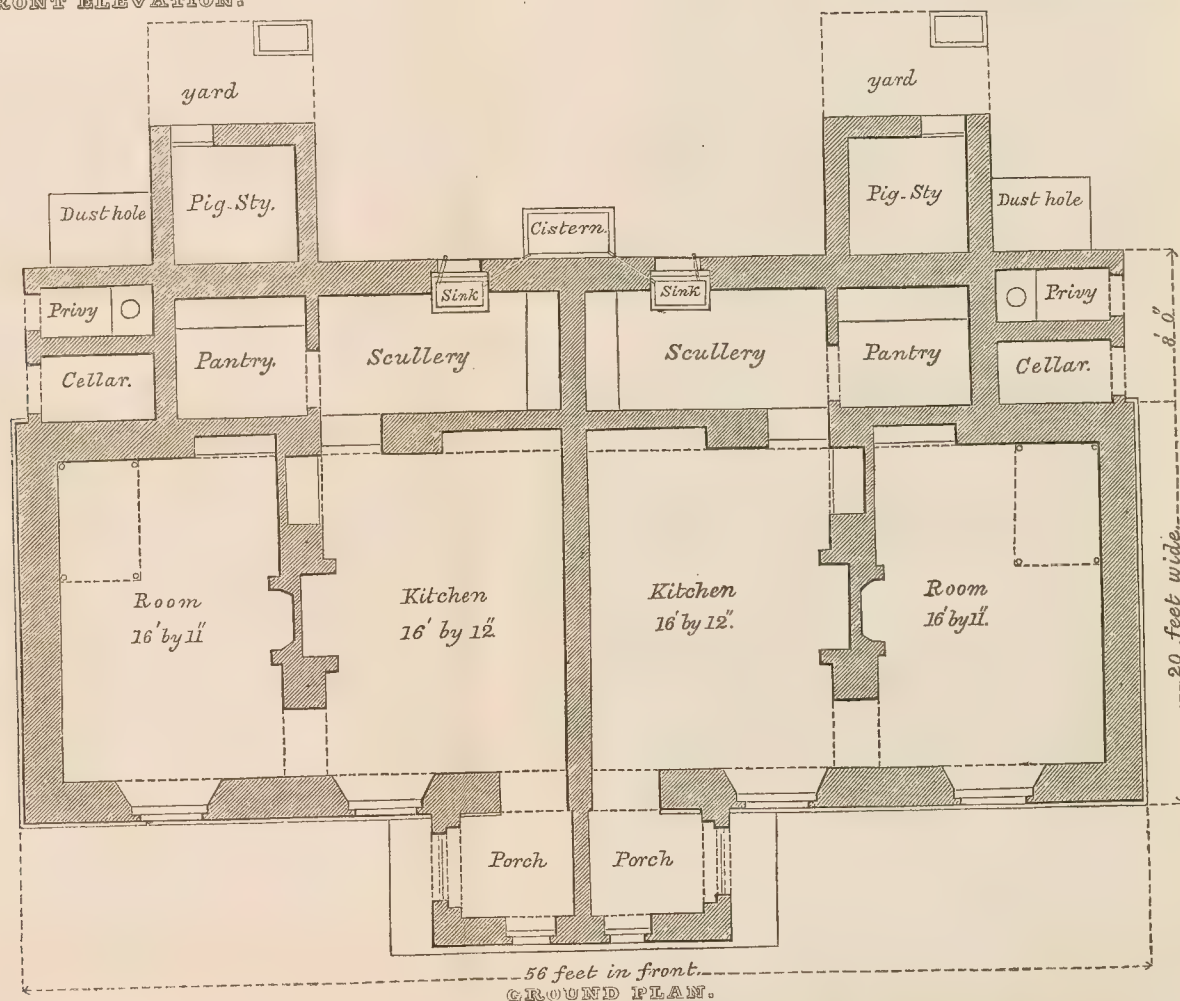 FRONT ELEVATION.
yard
yard
Pig-Sty.
Pig-Sty
Dust hole
Dust hole
Cistern.
Sink
Sink
Privy
Privy
Cellar.
Pantry.
Scullery
Scullery
Pantry
Cellar.
8' 0"
Room
16' by 11"
Kitchen
16' by 12".
Kitchen
16' by 12".
Room
16' by 11".
20 feet wide
Porch
Porch
56 feet in front.
GROUND PLAN.